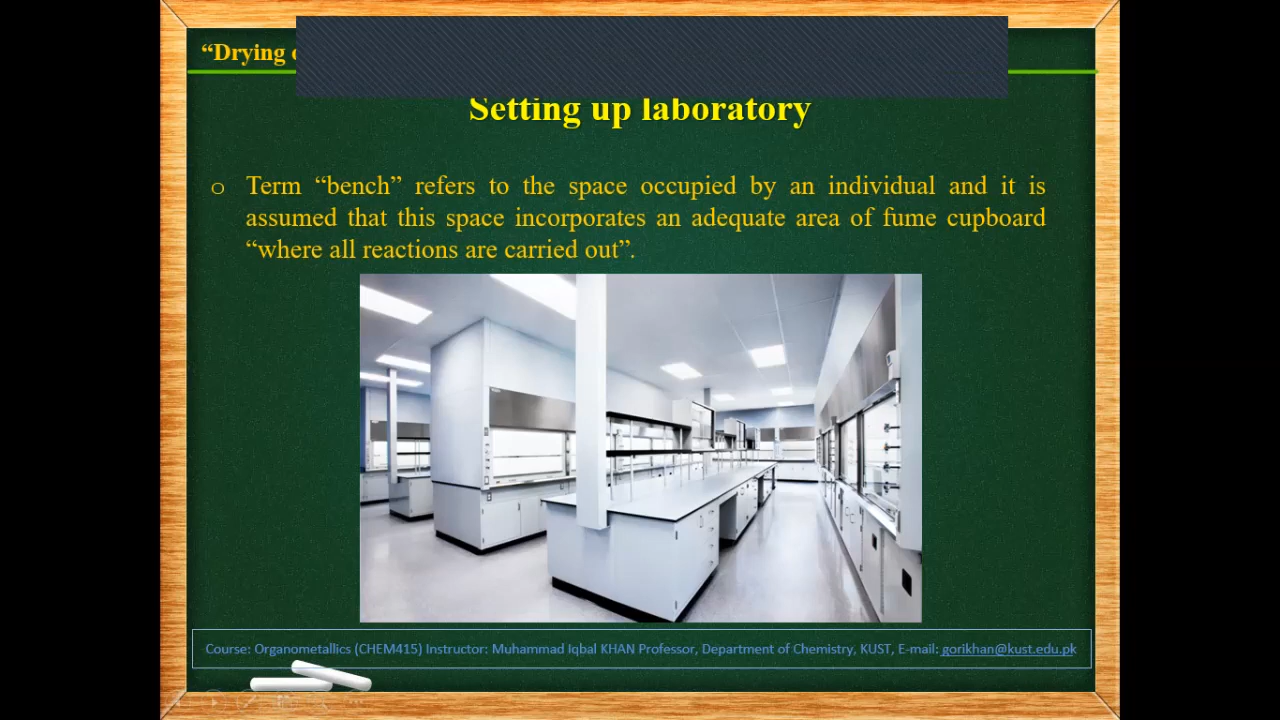 “Drying
Setting up laboratory
o Term “bench” refers to the space occupied by an individual and it is
assumed that this space incorporates an adequate area of fume cupboard
“where all reactions are carried out”.
Course: Organometallics (CHEM415) Instructor: Muhammad Iqbal KHAN Professor, Department of Chemistry, KUST, E-mail: gorikhan@kust.edu.pk